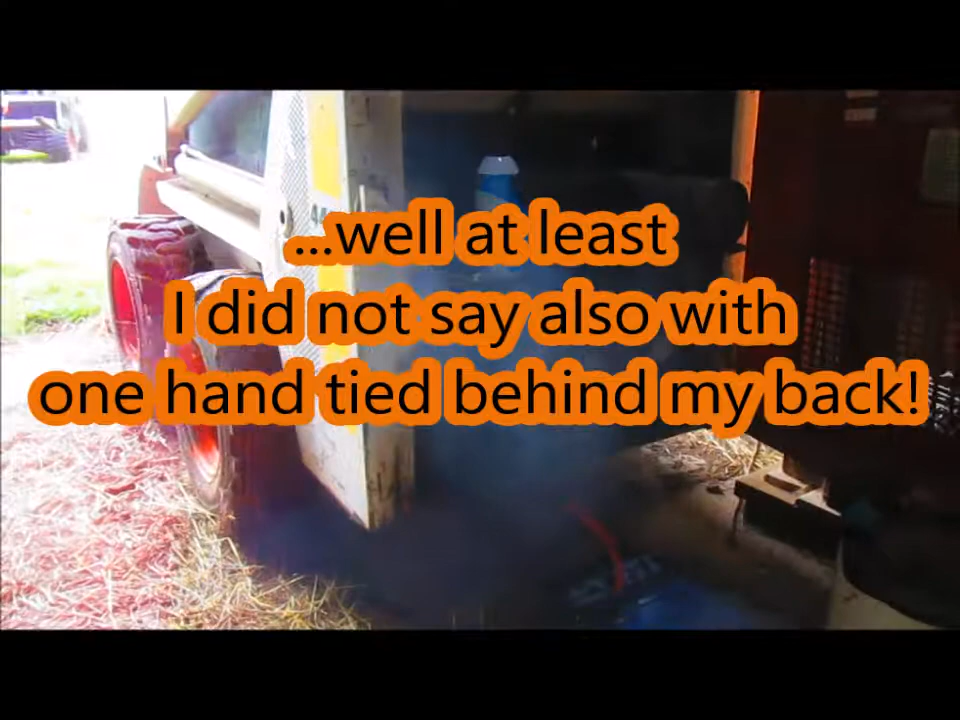 ...well at least
I did not say also with
one hand tied behind my back!